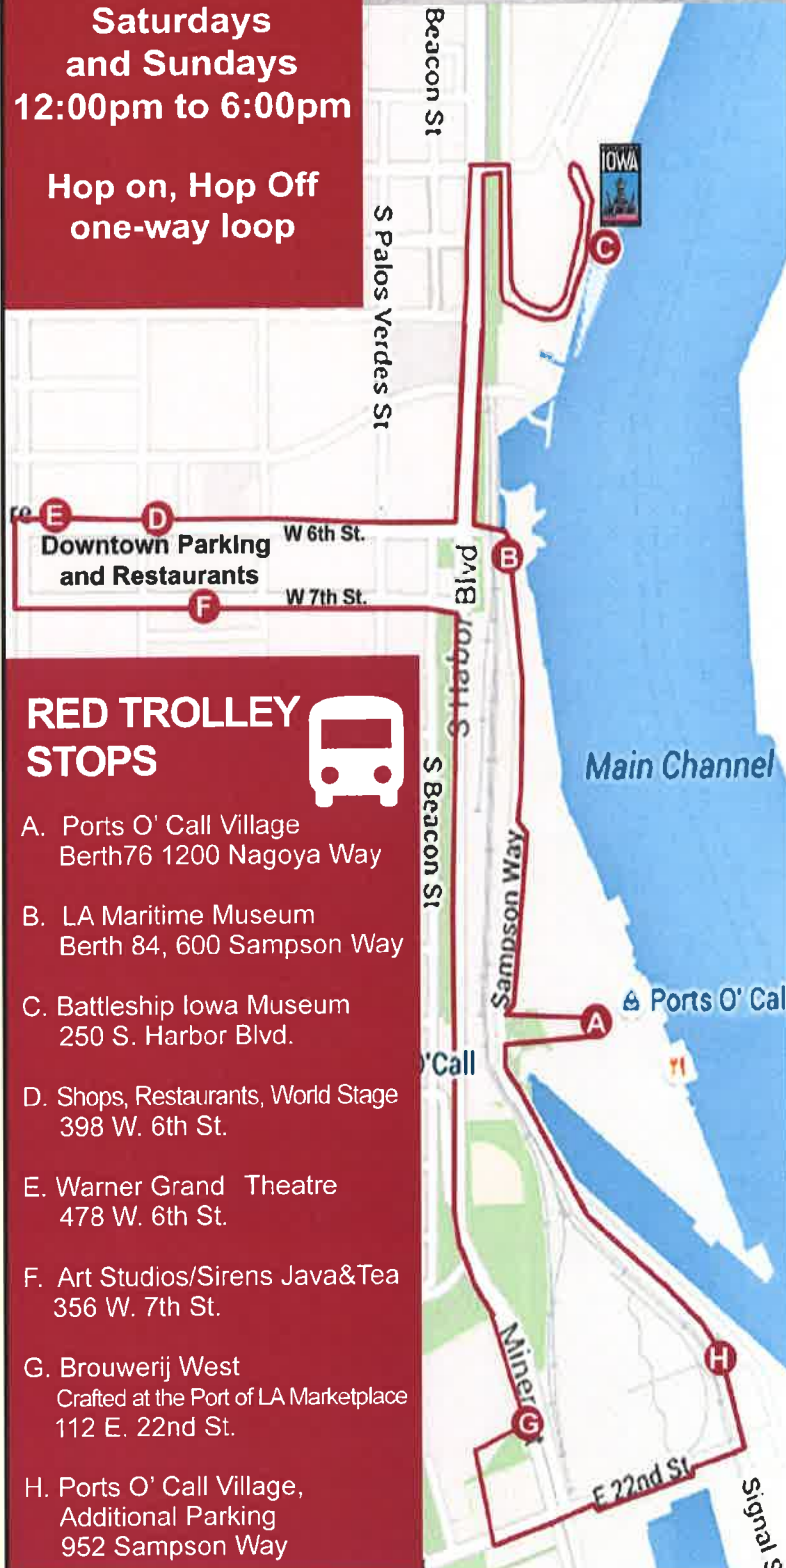 Saturdays
and Sundays
12:00pm to 6:00pm
Hop on, Hop Off
one-way loop
Beacon St
S Palos Verdes St
IOWA
C
re
E
D
W 6th St.
Downtown Parking
and Restaurants
B
F
W 7th St.
S Harbor Blvd
RED TROLLEY
STOPS
A. Ports O' Call Village
Berth76 1200 Nagoya Way
B. LA Maritime Museum
Berth 84, 600 Sampson Way
C. Battleship Iowa Museum
250 S. Harbor Blvd.
D. Shops, Restaurants, World Stage
398 W. 6th St.
E. Warner Grand Theatre
478 W. 6th St.
F. Art Studios/Sirens Java&Tea
356 W. 7th St.
G. Brouwerij West
Crafted at the Port of LA Marketplace
112 E. 22nd St.
H. Ports O' Call Village,
Additional Parking
952 Sampson Way
S Beacon St
Main Channel
Sampson Way
A
Ports O' Cal
O'Call
Miner
H
G
E 22nd St
Signal S